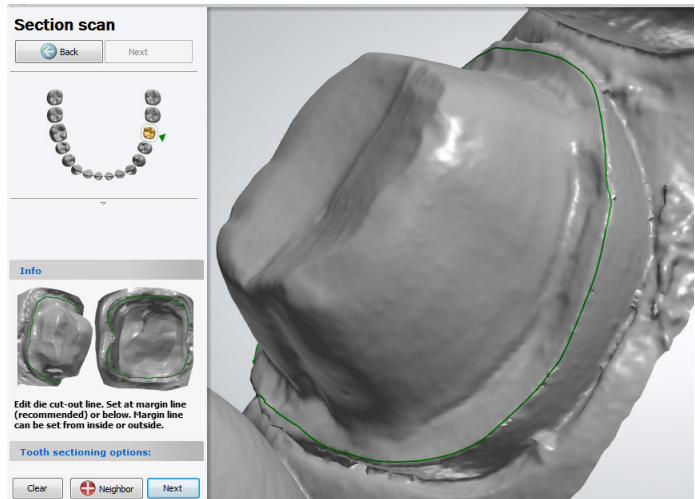 Section scan
Back
Next
Info
Edit die cut-out line. Set at margin line
(recommended) or below. Margin line
can be set from inside or outside.
Tooth sectioning options:
Clear
Neighbor
Next